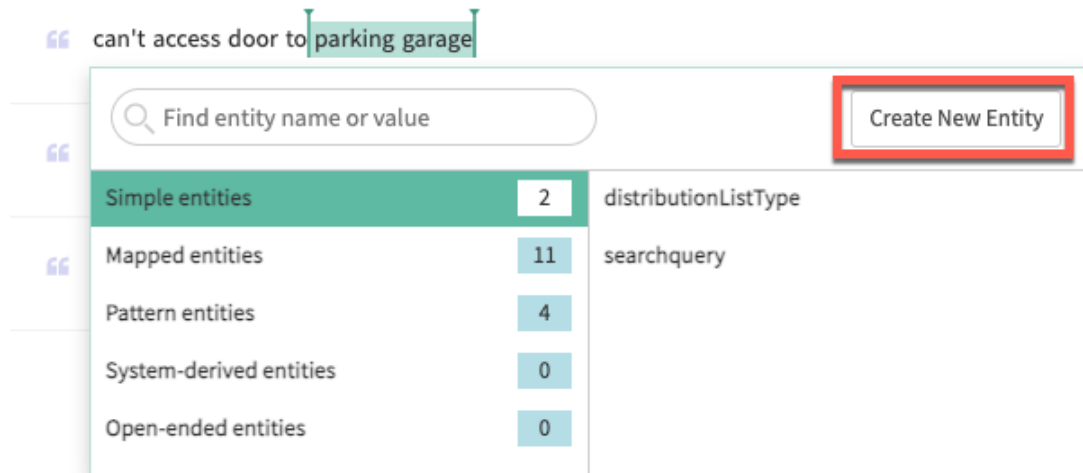 can't access door to parking garage
Find entity name or value
Create New Entity
Simple entities 2 distributionListType
Mapped entities 11 searchquery
Pattern entities 4
System-derived entities 0
Open-ended entities 0